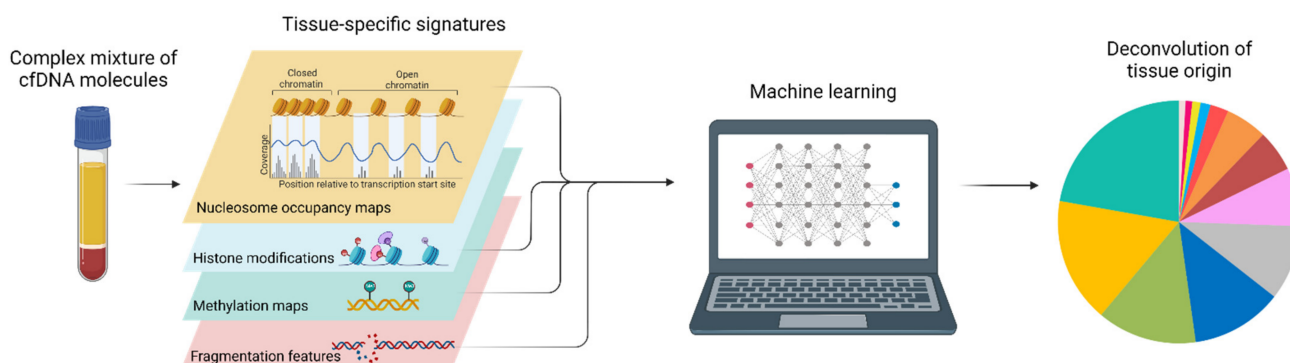 Complex mixture of
cfDNA molecules
Tissue-specific signatures
Closed
chromatin
Open
chromatin
Coverage
Position relative to transcription start site
Nucleosome occupancy maps
Histone modifications
Methylation maps
Fragmentation features
Machine learning
Deconvolution of
tissue origin